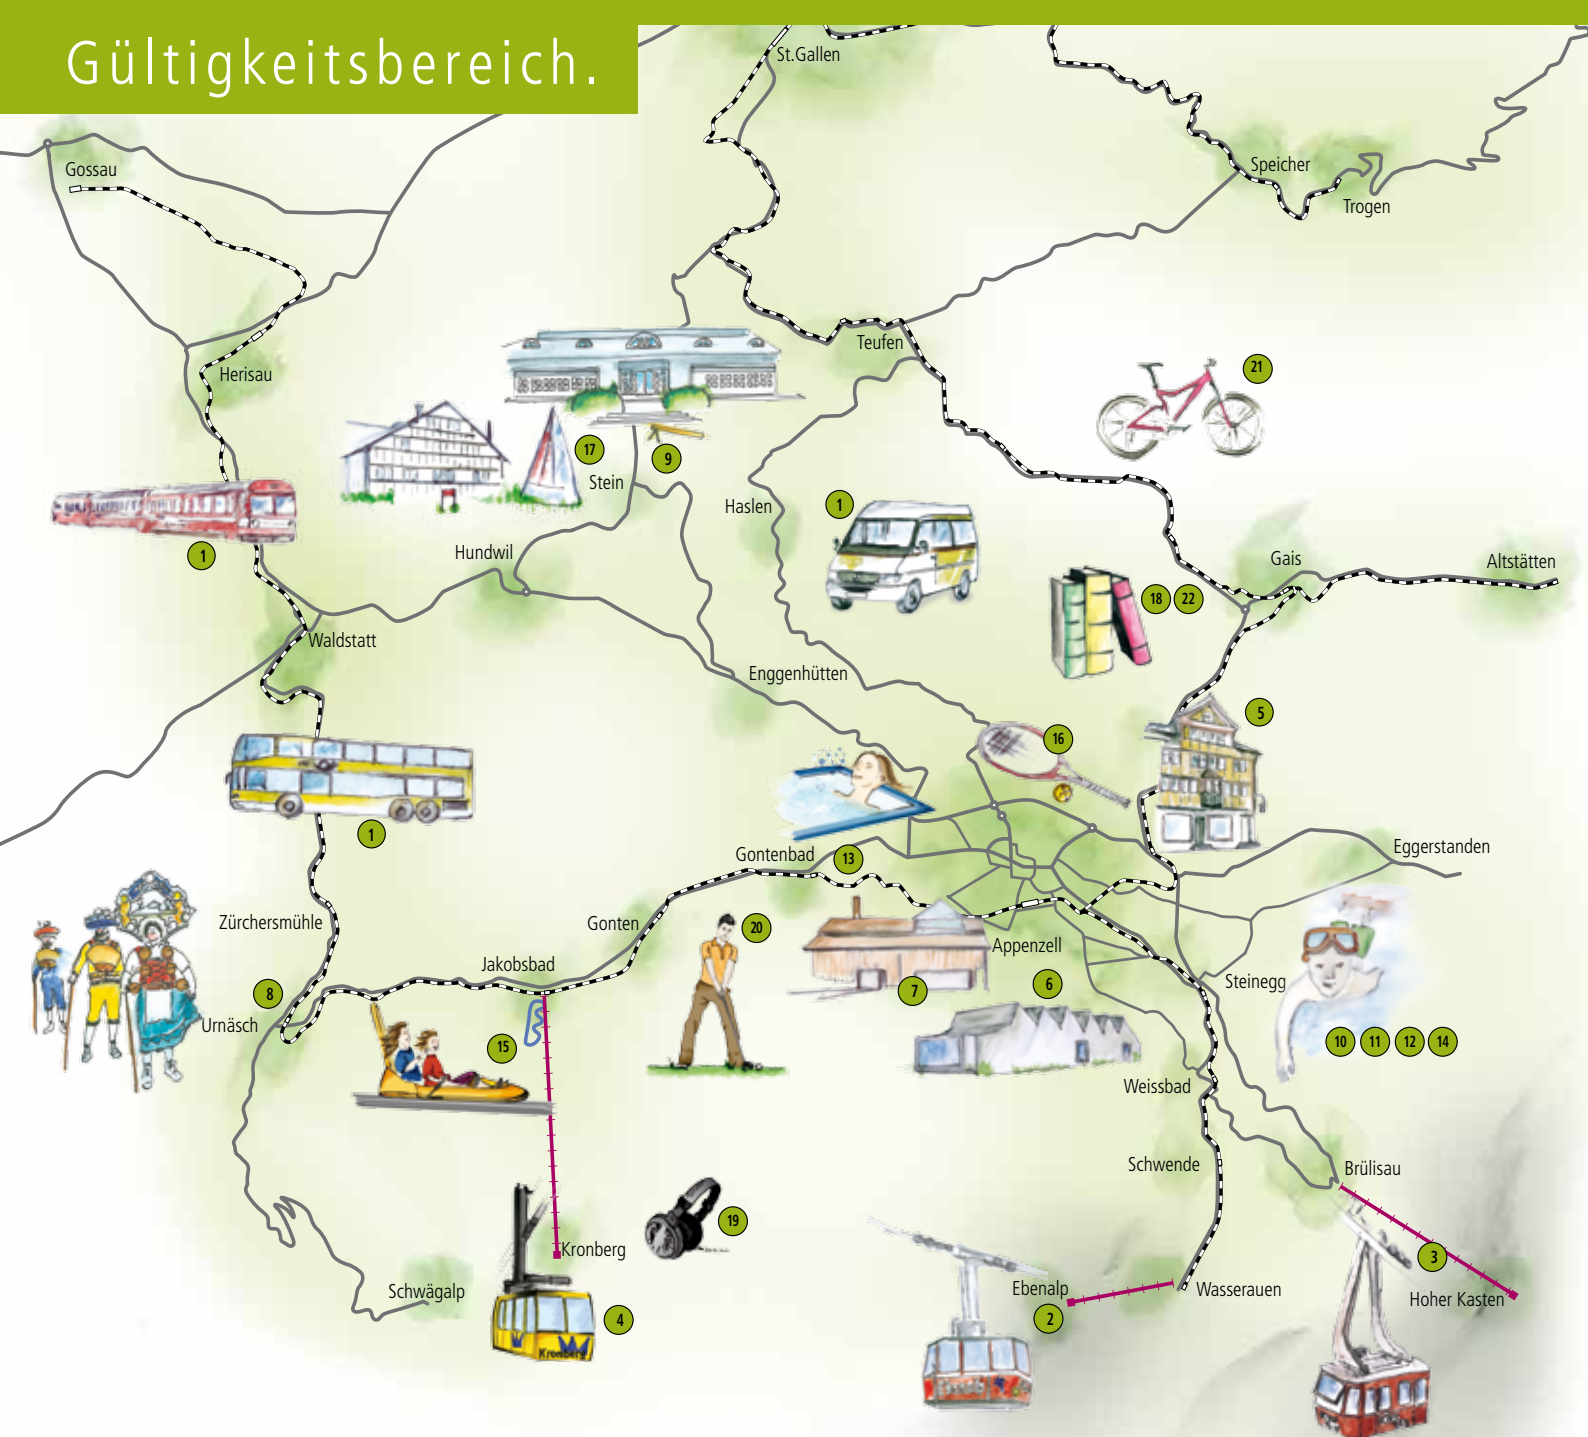 Gültigkeitsbereich.
St.Gallen
Gossau
Speicher
Trogen
Teufen
Herisau
21
17
9
Stein
Haslen
1
1
Hundwil
Gais
Altstätten
18 22
Waldstatt
Enggenhütten
5
16
1
Gontenbad
13
Eggerstanden
Zürchersmühle
Gonten
20
Appenzell
Jakobsbad
Steinegg
8
7
6
Urnäsch
15
10 11 12 14
Weissbad
Schwende
Brülisau
19
Kronberg
3
Schwägalp
Ebenalp
Wasserauen
Hoher Kasten
4
2
Kronberg